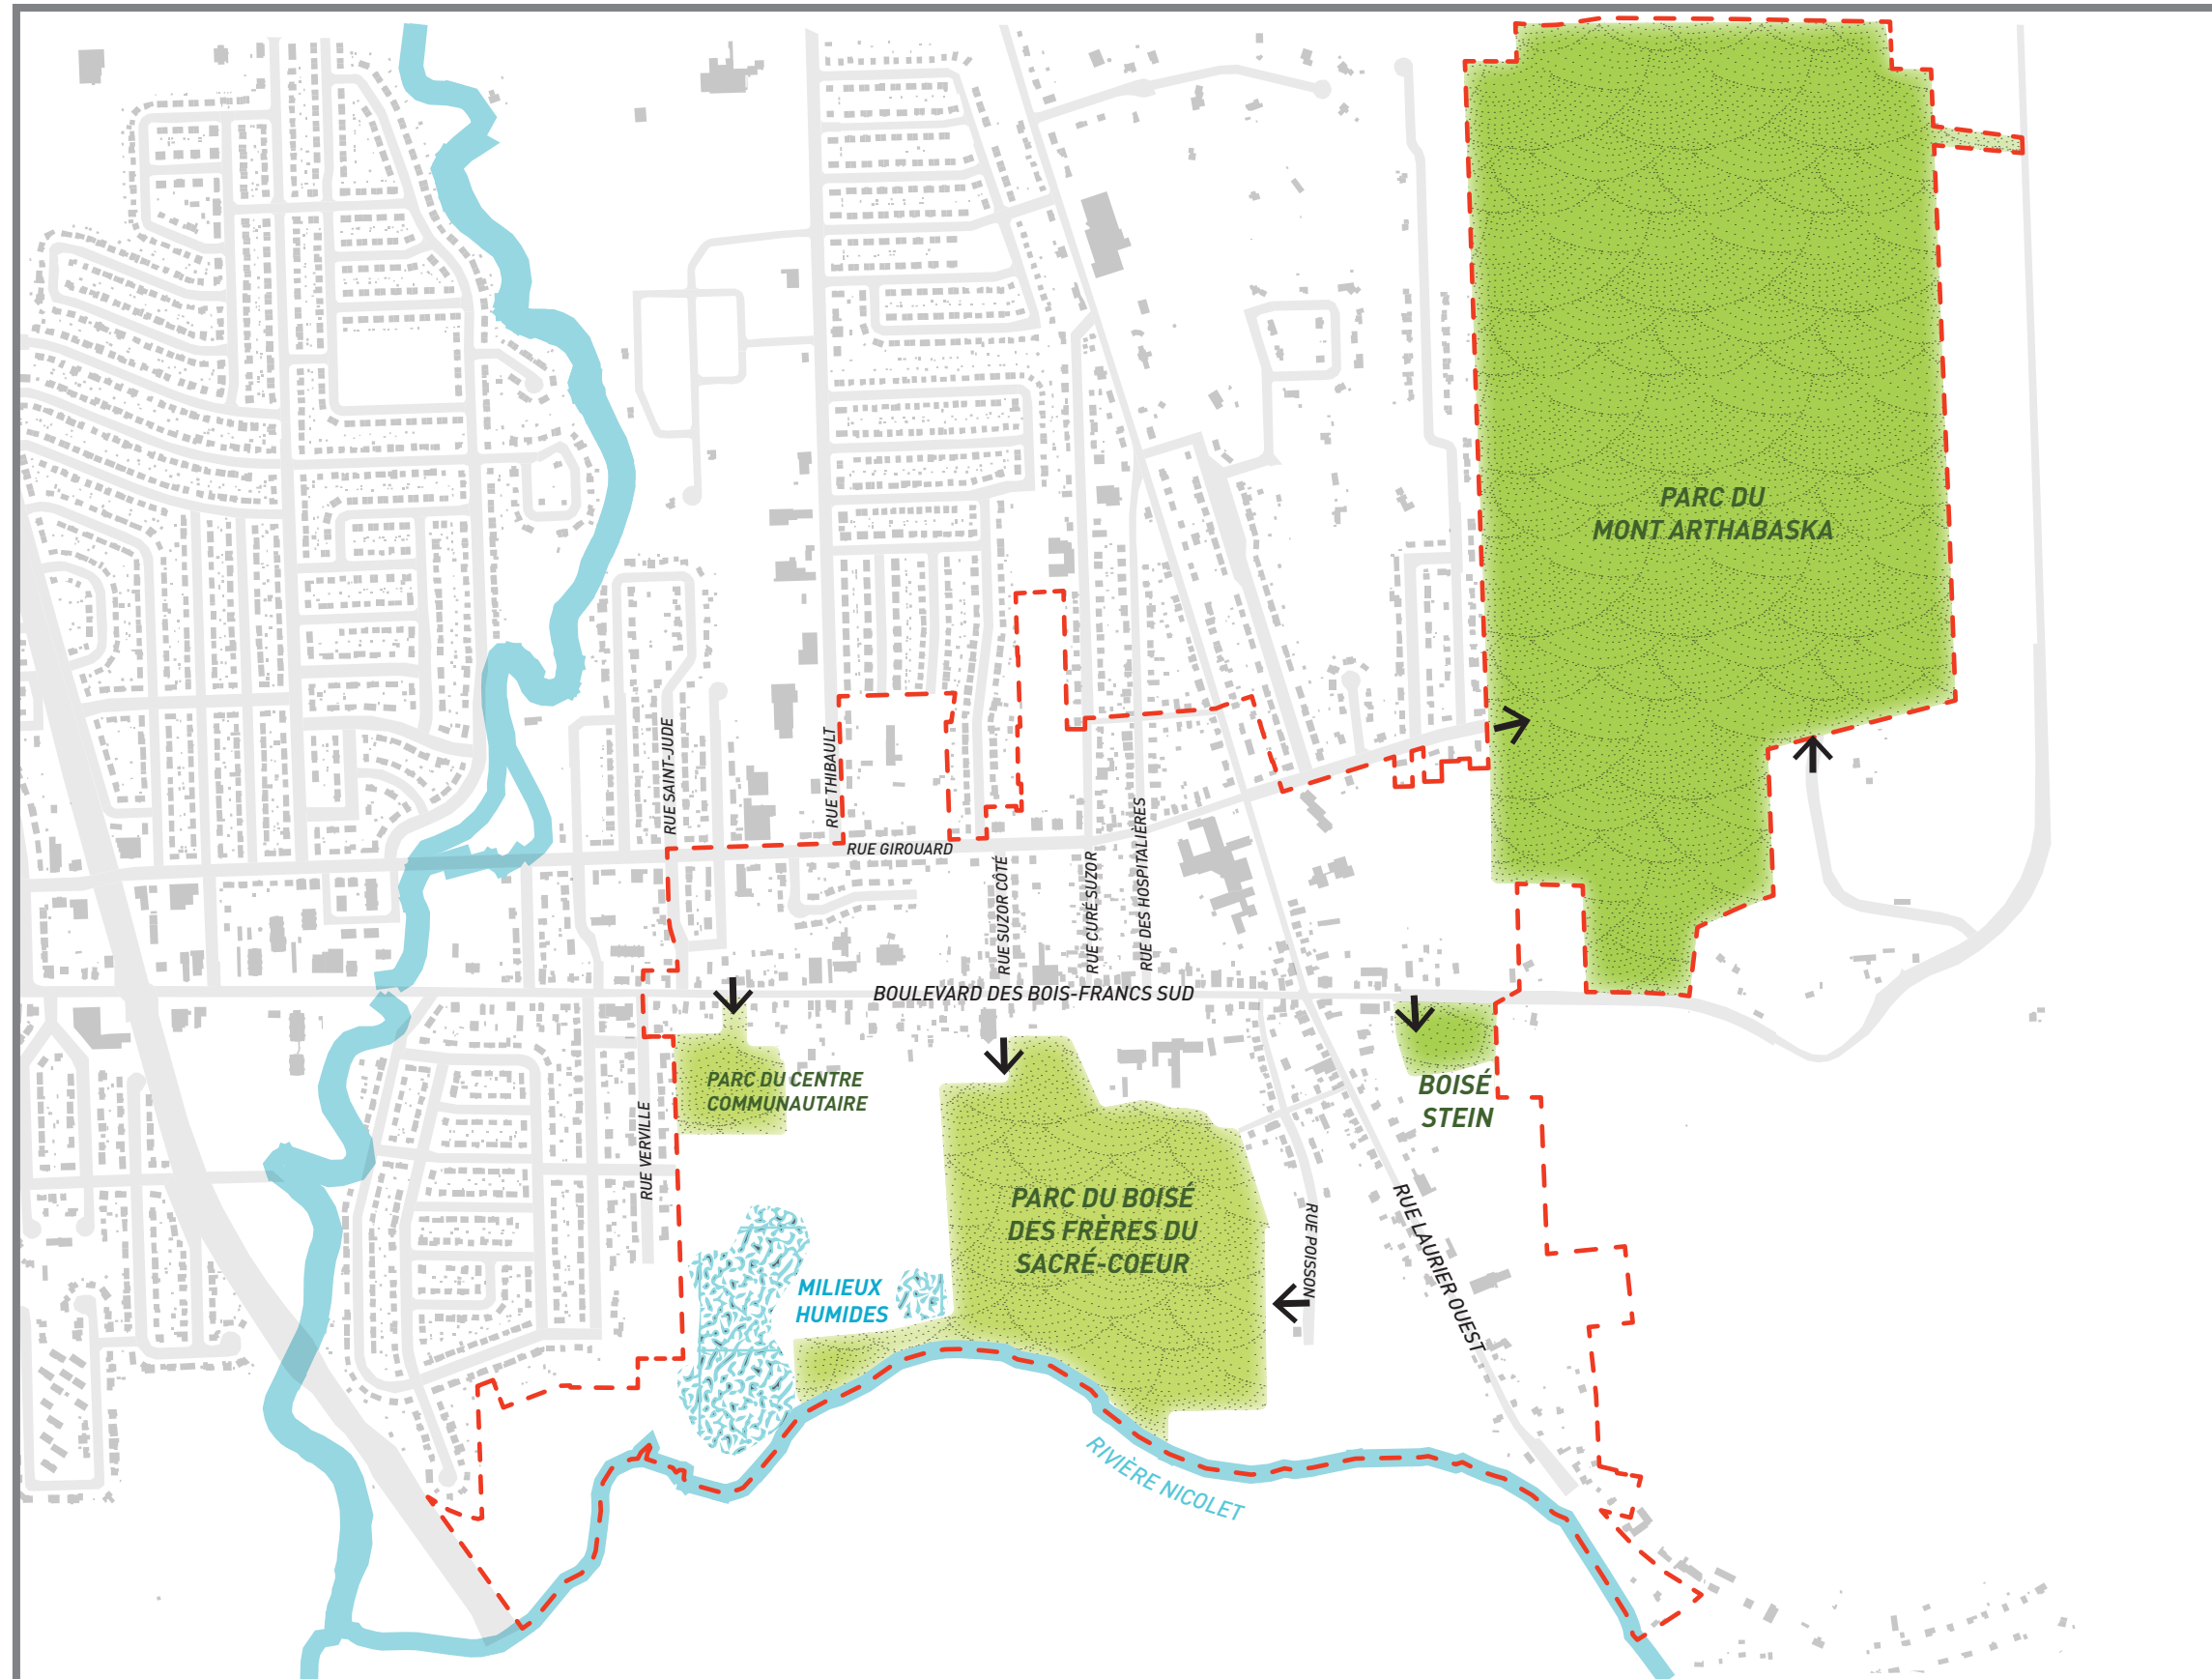 PARC DU
MONT ARTHABASKA
RUE SAINT-JUDE
RUE THIBAULT
RUE GIROUARD
RUE SUZOR CÔTÉ
RUE CURÉ SUZOR
RUE DES HOSPITALIÈRES
BOULEVARD DES BOIS-FRANCS SUD
PARC DU CENTRE
COMMUNAUTAIRE
BOISÉ
STEIN
RUE VERVILLE
PARC DU BOISÉ
DES FRÈRES DU
SACRÉ-COEUR
RUE POISSON
RUE LAURIER OUEST
MILIEUX
HUMIDES
RIVIÈRE NICOLET